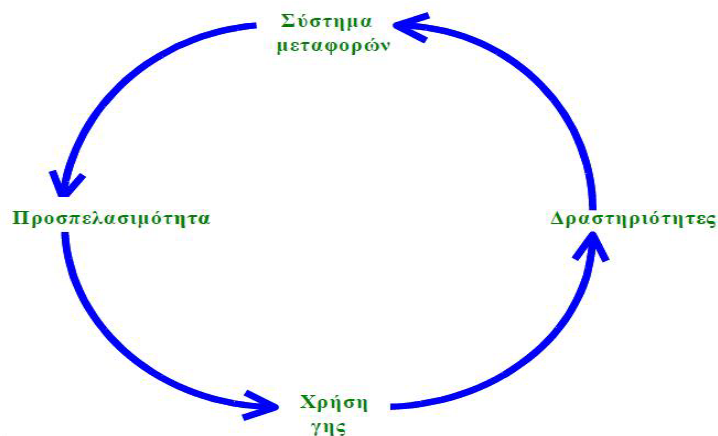 Σύστημα
μεταφορών
Προσπελασιμότητα
Δραστηριότητες
Χρήση
γης